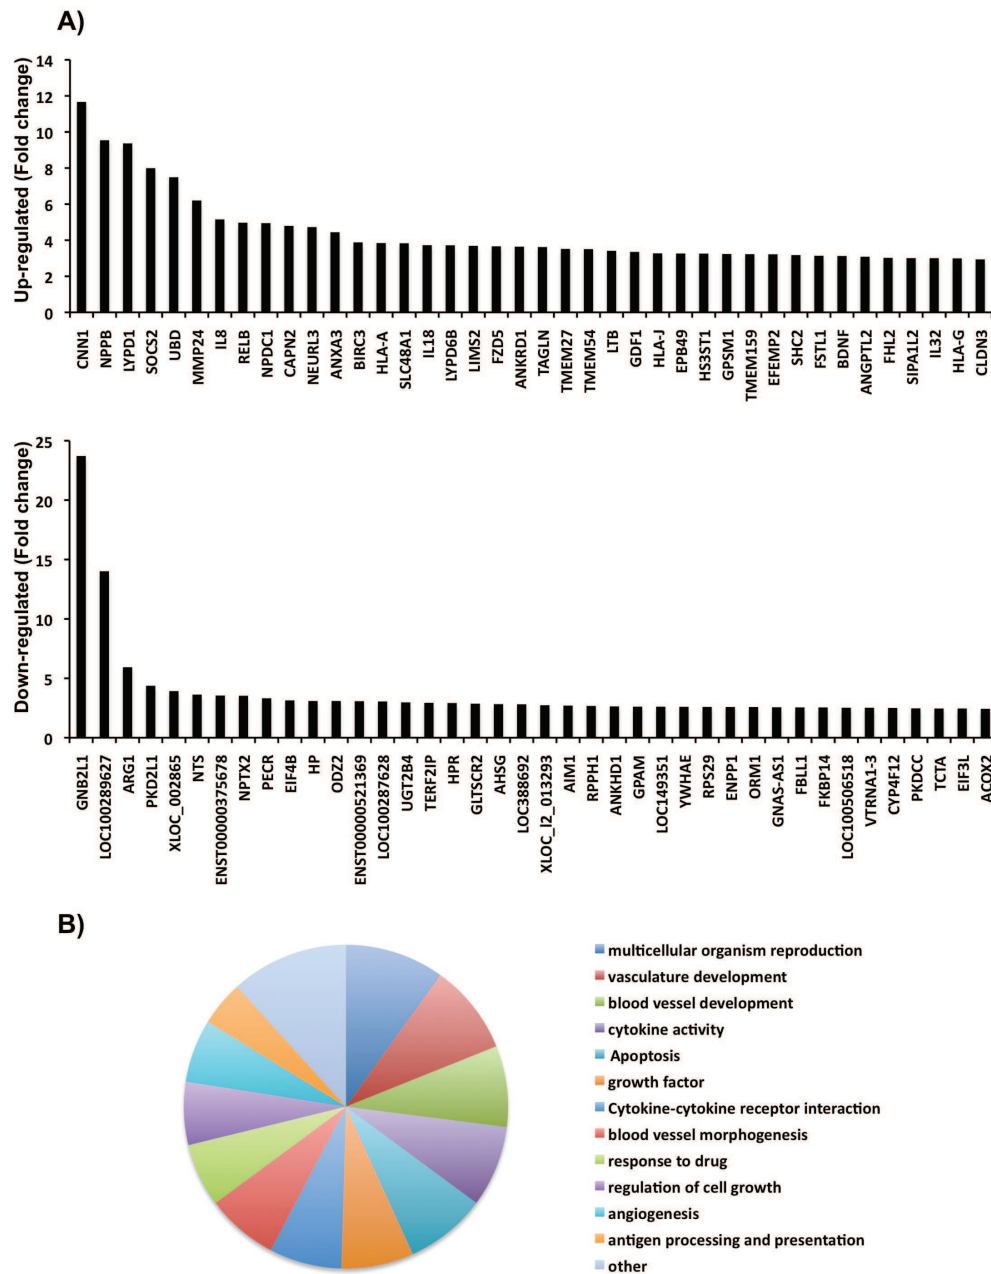 A)
Up-regulated (Fold change)
14
12
10
8
6
4
2
0
CNN1
NPPB
LYPD1
SOCS2
UBD
MMP24
IL8
RELB
NPDC1
CAPN2
NEURL3
ANXA3
BIRC3
HLA-A
SLC48A1
IL18
LYPD6B
LIMS2
FZD5
ANKRD1
TAGLN
TMEM27
TMEM54
LTB
GDF1
HLA-J
EPB49
HS3ST1
GPSM1
TMEM159
EFEMP2
SHC2
FSTL1
BDNF
ANGPTL2
FHL2
SIPA1L2
IL32
HLA-G
CLDN3
Down-regulated (Fold change)
25
20
15
10
5
0
GNB2L1
LOC100289627
ARG1
PKD2L1
XLOC_002865
NTS
ENST00000375678
NPTX2
PECR
EIF4B
HP
ODZ2
ENST00000521369
LOC100287628
UGT2B4
TERF2IP
HPR
GLTSCR2
AHSG
LOC388692
XLOC_l2_013293
AIM1
RPPH1
ANKHD1
GPAM
LOC149351
YWHAE
RPS29
ENPP1
ORM1
GNAS-AS1
FBLL1
FKBP14
LOC100506518
VTRNA1-3
CYP4F12
PKDCC
TCTA
EIF3L
ACOX2
B)
multicellular organism reproduction
vasculature development
blood vessel development
cytokine activity
Apoptosis
growth factor
Cytokine-cytokine receptor interaction
blood vessel morphogenesis
response to drug
regulation of cell growth
angiogenesis
antigen processing and presentation
other